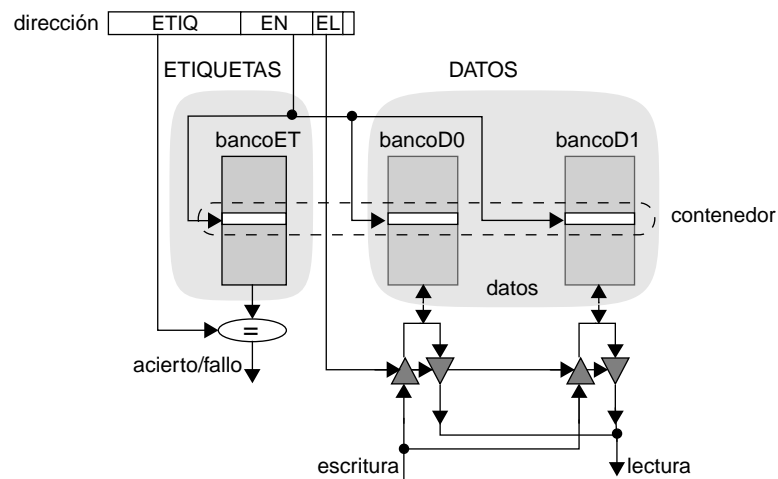 dirección ETIQ EN EL
ETIQUETAS DATOS
bancoET bancoD0 bancoD1
contenedor
datos
=
acierto/fallo
escritura lectura